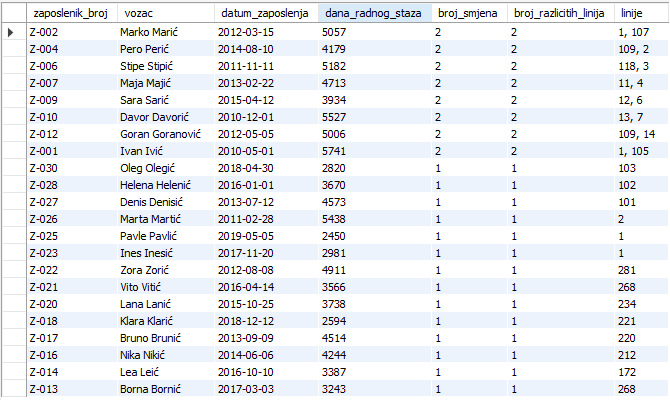 zaposlenik_broj vozac datum_zaposlenja dana_radnog_staza broj_smjena broj_razlicitih_linija linije
Z-002 Marko Marić 2012-03-15 5057 2 2 1, 107
Z-004 Pero Perić 2014-08-10 4179 2 2 109, 2
Z-006 Stipe Stipić 2011-11-11 5182 2 2 118, 3
Z-007 Maja Majić 2013-02-22 4713 2 2 11, 4
Z-009 Sara Sarić 2015-04-12 3934 2 2 12, 6
Z-010 Davor Davorić 2010-12-01 5527 2 2 13, 7
Z-012 Goran Goranović 2012-05-05 5006 2 2 109, 14
Z-001 Ivan Ivić 2010-05-01 5741 2 2 1, 105
Z-030 Oleg Olegić 2018-04-30 2820 1 1 103
Z-028 Helena Helenić 2016-01-01 3670 1 1 102
Z-027 Denis Denisić 2013-07-12 4573 1 1 101
Z-026 Marta Martić 2011-02-28 5438 1 1 2
Z-025 Pavle Pavlić 2019-05-05 2450 1 1 1
Z-023 Ines Inesić 2017-11-20 2981 1 1 1
Z-022 Zora Zorić 2012-08-08 4911 1 1 281
Z-021 Vito Vitić 2016-04-14 3566 1 1 268
Z-020 Lana Lanić 2015-10-25 3738 1 1 234
Z-018 Klara Klarić 2018-12-12 2594 1 1 221
Z-017 Bruno Brunić 2013-09-09 4514 1 1 220
Z-016 Nika Nikić 2014-06-06 4244 1 1 212
Z-014 Lea Leić 2016-10-10 3387 1 1 172
Z-013 Borna Bornić 2017-03-03 3243 1 1 268